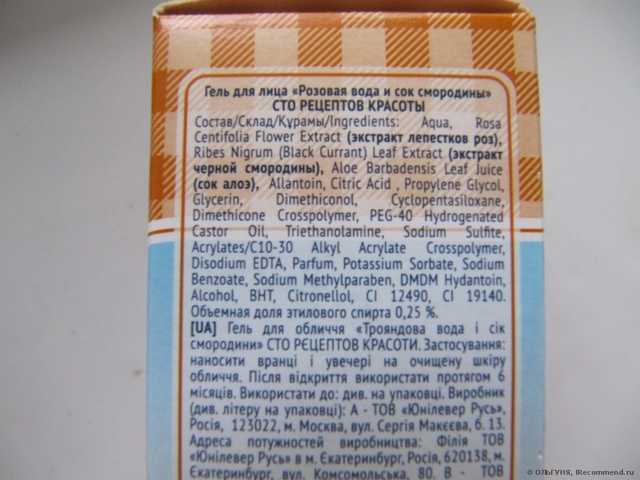 Гель для лица «Розовая вода и сок смородины»
СТО РЕЦЕПТОВ КРАСОТЫ
Состав/Склад/Құрамы/Ingredients: Aqua, Rosa
Centifolia Flower Extract (экстракт лепестков роз),
Ribes Nigrum (Black Currant) Leaf Extract (экстракт
черной смородины), Aloe Barbadensis Leaf Juice
(сок алоэ), Allantoin, Citric Acid , Propylene Glycol,
Glycerin, Dimethiconol, Cyclopentasiloxane,
Dimethicone Crosspolymer, PEG-40 Hydrogenated
Castor Oil, Triethanolamine, Sodium Sulfite,
Acrylates/C10-30 Alkyl Acrylate Crosspolymer,
Disodium EDTA, Parfum, Potassium Sorbate, Sodium
Benzoate, Sodium Methylparaben, DMDM Hydantoin,
Alcohol, BHT, Citronellol, CI 12490, CI 19140.
Объемная доля этилового спирта 0,25 %.
[UA] Гель для обличчя «Трояндова вода і сік
смородини» СТО РЄЦЕПТОВ КРАСОТИ. Застосування:
наносити вранці і увечері на очищену шкіру
обличчя. Після відкриття використати протягом 6
місяців. Використати до: див. на упаковці. Виробник
(див. літеру на упаковці): А - ТОВ «Юнілевер Русь»,
Росія, 123022, м. Москва, вул. Сергія Макєєва, б. 13.
Адреса потужностей виробництва: Філія ТОВ
«Юнілевер Русь» в м. Єкатеринбург, Росія, 620138, м.
Єкатеринбург, вул. Комсомольська, 80. В - ТОВ
© ОЛЬГУНЯ, IRecommend.ru